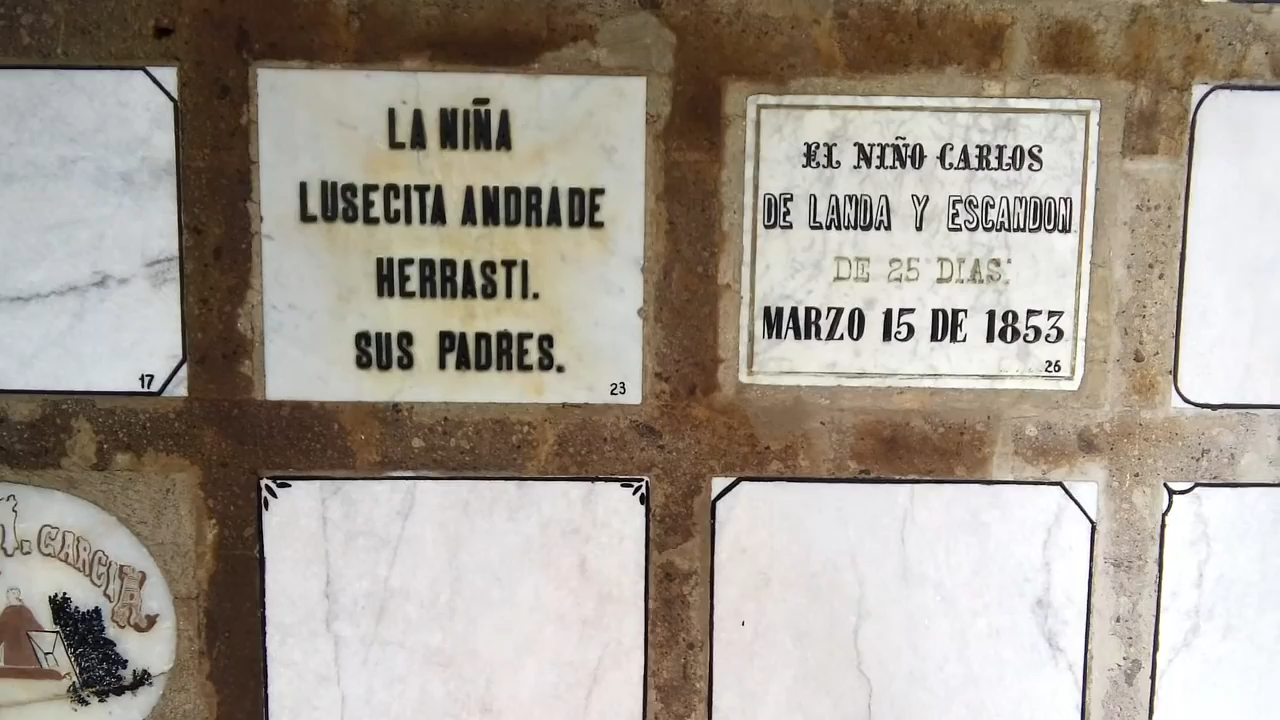 17
LA NIÑA
LUSECITA ANDRADE
HERRASTI.
SUS PADRES.
23
EL NIÑO CARLOS
DE LANDA Y ESCANDON
DE 25 DIAS.
MARZO 15 DE 1853
26
M. GARCIA